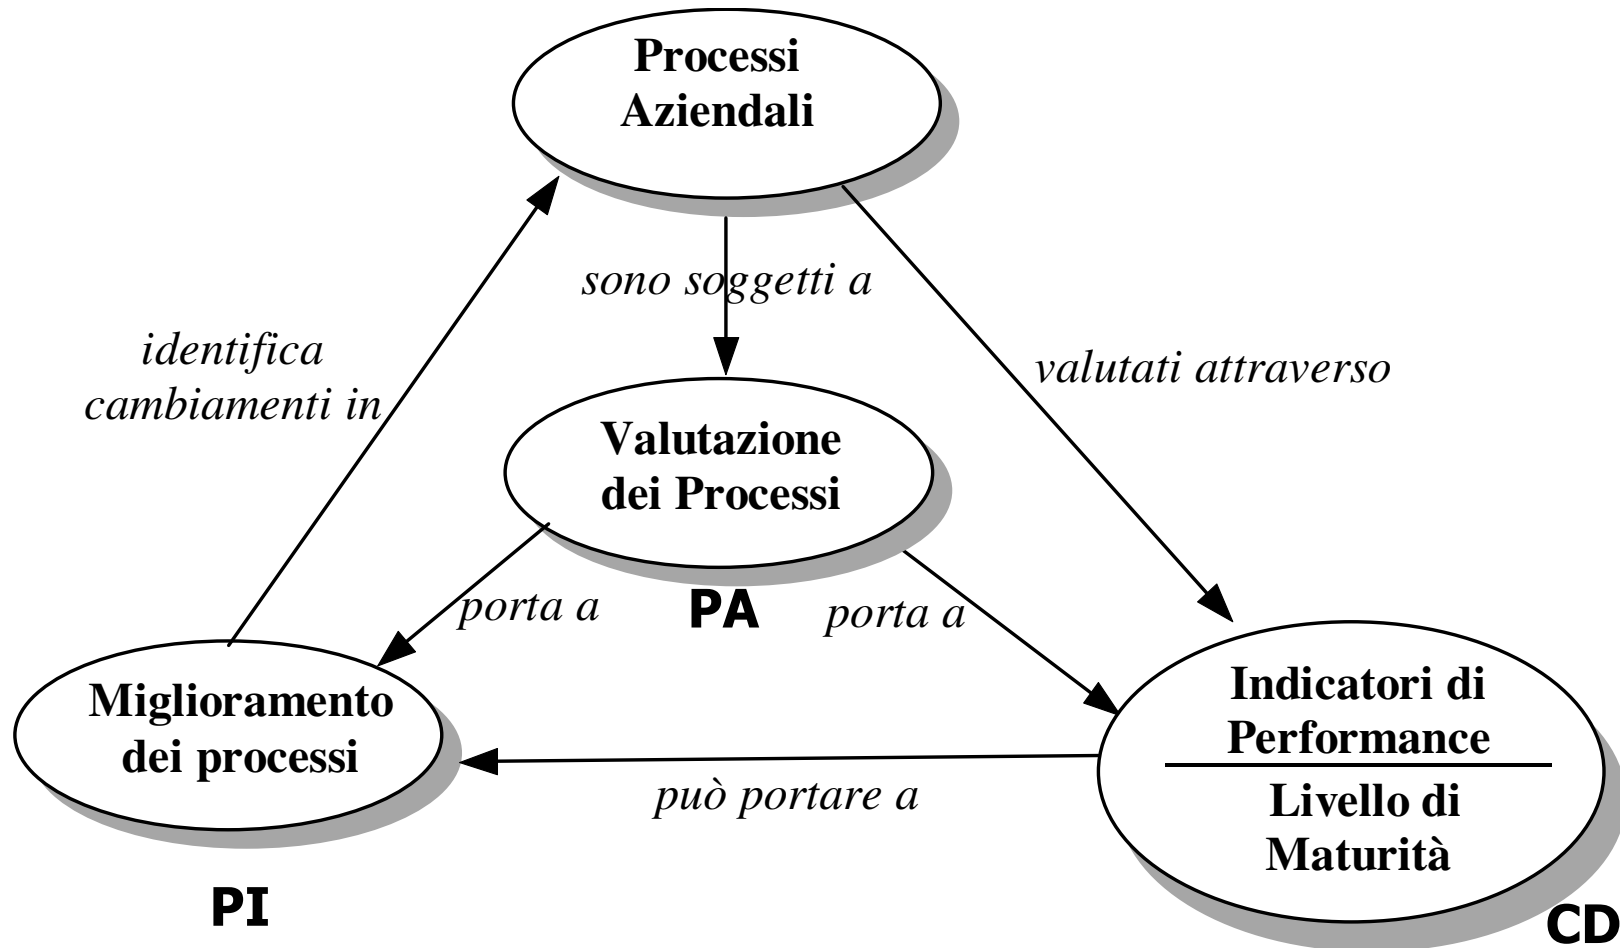 Processi
Aziendali
sono soggetti a
identifica
cambiamenti in
valutati attraverso
Valutazione
dei Processi
porta a
PA
porta a
Miglioramento
dei processi
Indicatori di
Performance
Livello di
Maturità
può portare a
PI
CD